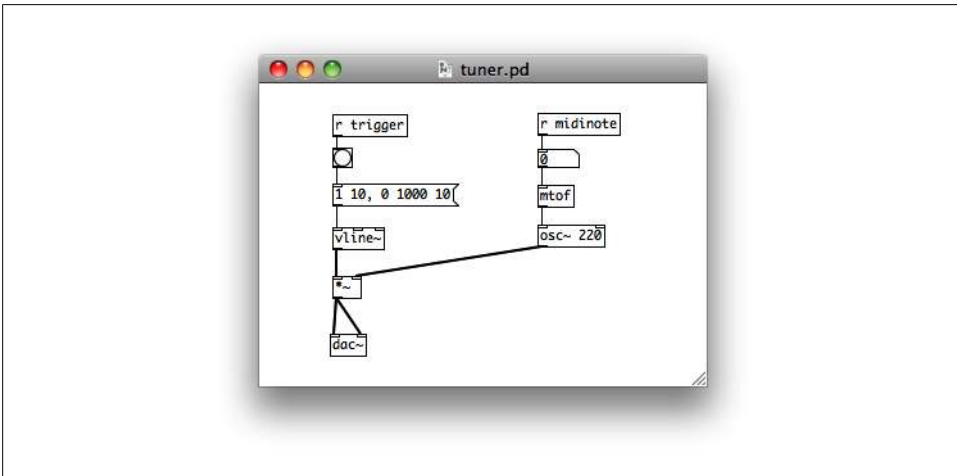 tuner.pd
r trigger
r midinote
0
1 10, 0 1000 10
mtof
vline~
osc~ 220
*~
dac~